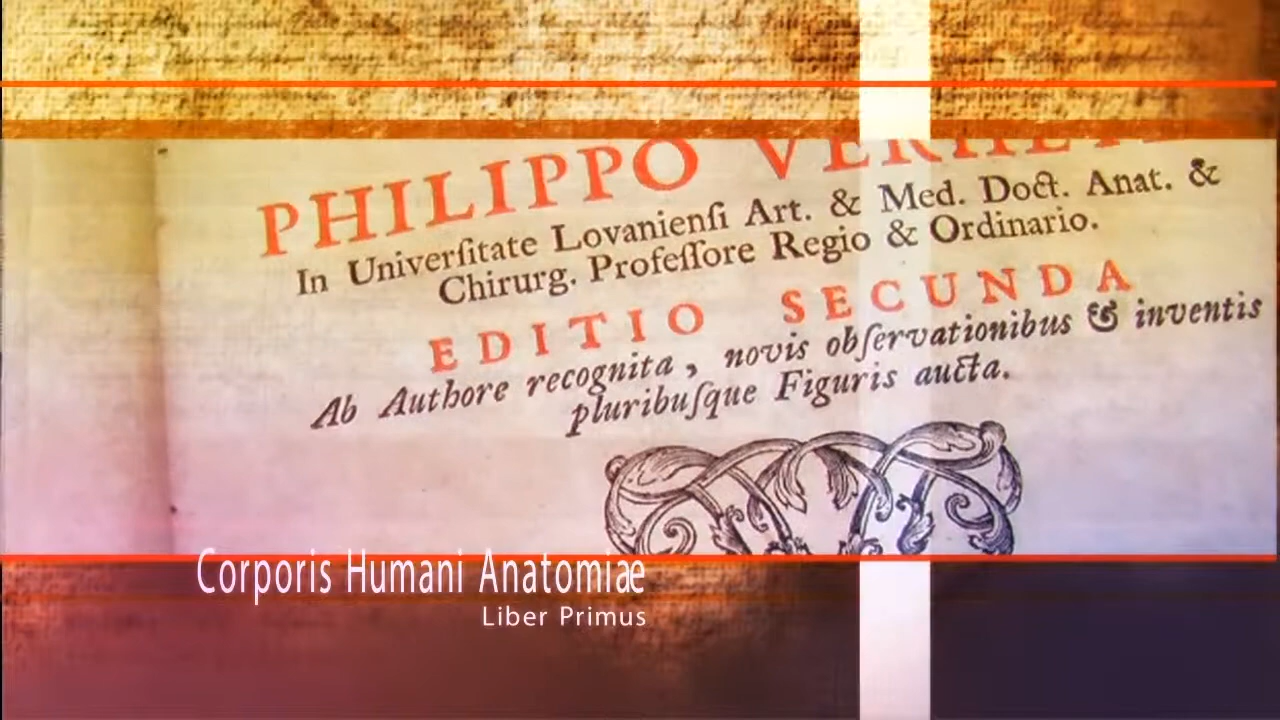 PHILIPPO
In Univerſitate Lovanienſi Art. & Med. Doct. Anat. &
Chirurg. Profeſſore Regio & Ordinario.
EDITIO SECUNDA
Ab Authore recognita, novis obſervationibus & inventis
pluribuſque Figuris aucta.
Corporis Humani Anatomiæ
Liber Primus